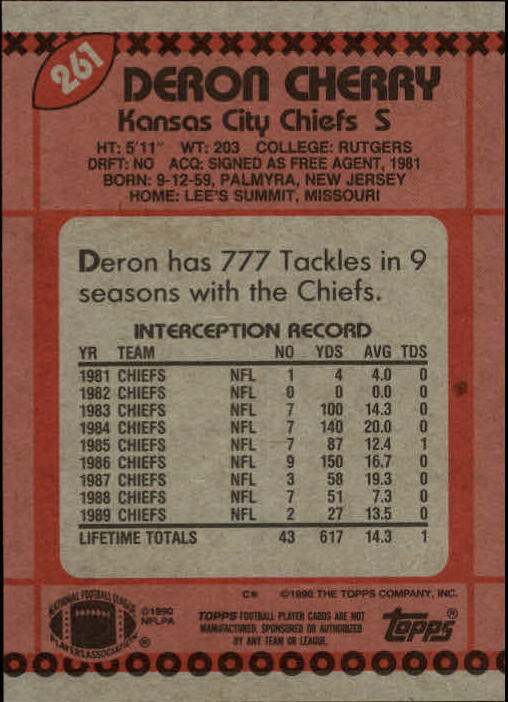 261
DERON CHERRY
Kansas City Chiefs S
HT: 5'11" WT: 203 COLLEGE: RUTGERS
DRFT: NO ACQ: SIGNED AS FREE AGENT, 1981
BORN: 9-12-59, PALMYRA, NEW JERSEY
HOME: LEE'S SUMMIT, MISSOURI
Deron has 777 Tackles in 9
seasons with the Chiefs.
INTERCEPTION RECORD
YR TEAM NO YDS AVG TDS
1981 CHIEFS NFL 1 4 4.0 0
1982 CHIEFS NFL 0 0 0.0 0
1983 CHIEFS NFL 7 100 14.3 0
1984 CHIEFS NFL 7 140 20.0 0
1985 CHIEFS NFL 7 87 12.4 1
1986 CHIEFS NFL 9 150 16.7 0
1987 CHIEFS NFL 3 58 19.3 0
1988 CHIEFS NFL 7 51 7.3 0
1989 CHIEFS NFL 2 27 13.5 0
LIFETIME TOTALS 43 617 14.3 1
C* ©1990 THE TOPPS COMPANY, INC.
NATIONAL FOOTBALL LEAGUE
PLAYERS ASSOCIATION ®
©1990
NFLPA
TOPPS FOOTBALL PLAYER CARDS ARE NOT
MANUFACTURED, SPONSORED OR AUTHORIZED
BY ANY TEAM OR LEAGUE.
Topps ®